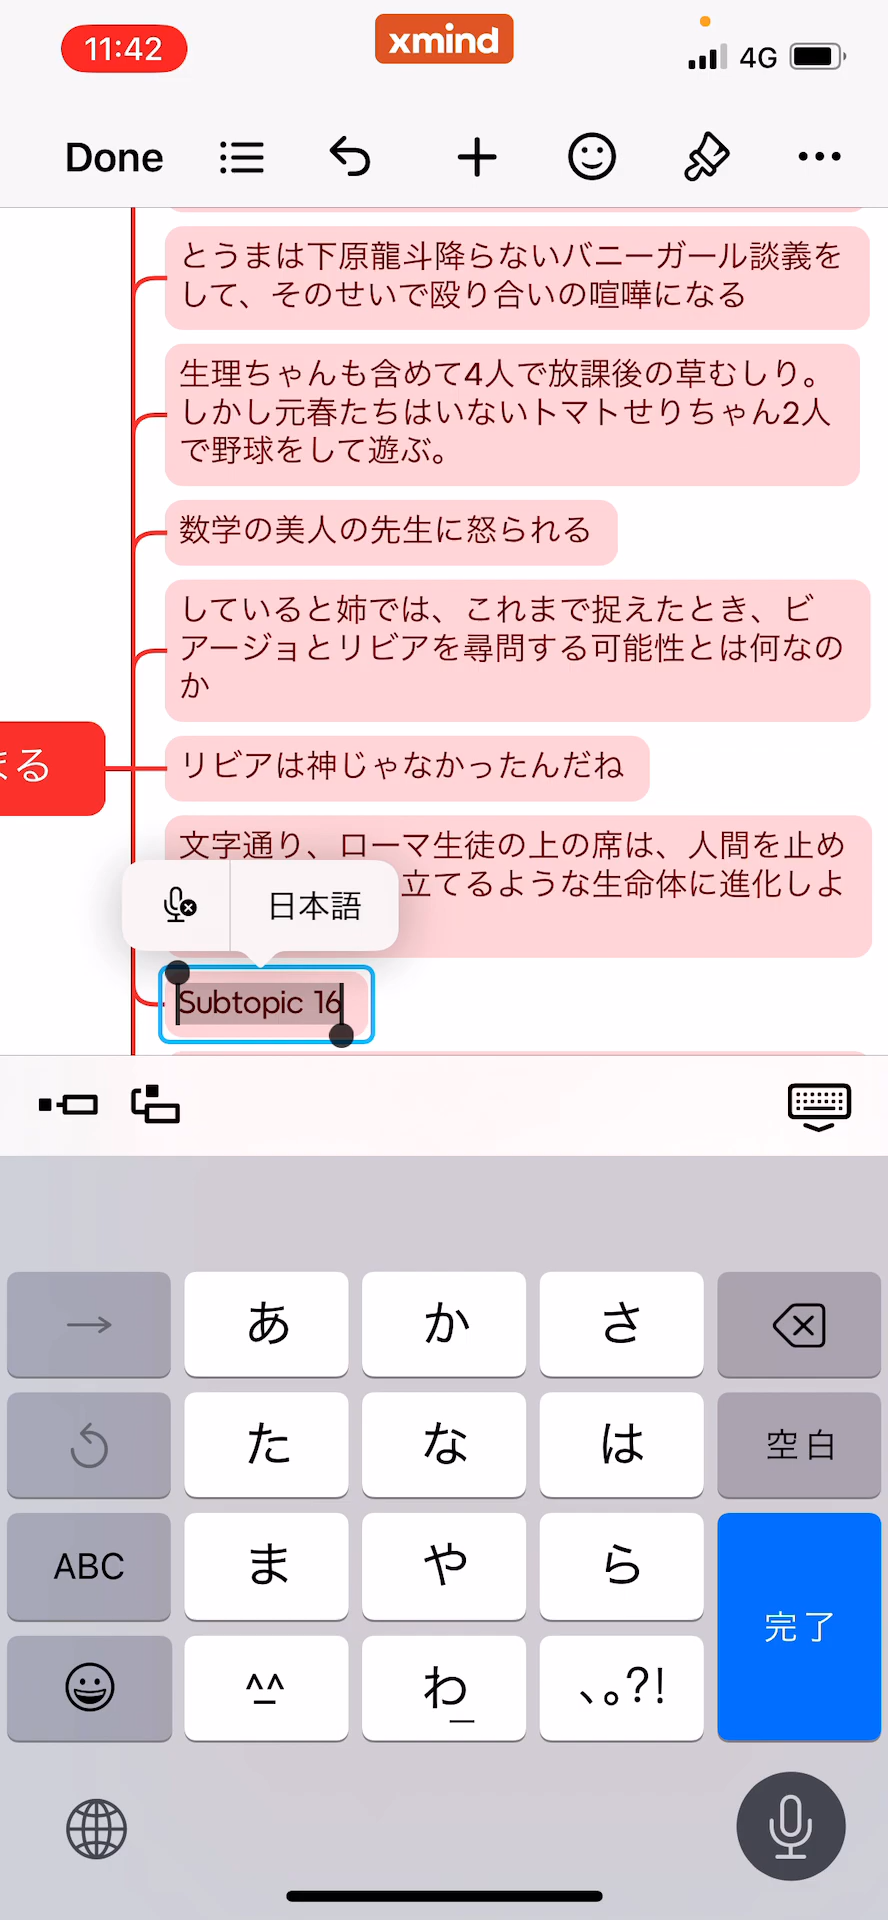 11:42
xmind
4G
Done
とうまは下原龍斗降らないバニーガール談義を
して、そのせいで殴り合いの喧嘩になる
生理ちゃんも含めて4人で放課後の草むしり。
しかし元春たちはいないトマトせりちゃん2人
で野球をして遊ぶ。
数学の美人の先生に怒られる
していると姉では、これまで捉えたとき、ビ
アージョとリビアを尋問する可能性とは何なの
か
まる
リビアは神じゃなかったんだね
文字通り、ローマ生徒の上の席は、人間を止め
立てるような生命体に進化しよ
日本語
Subtopic 16
→ あ か さ
た な は 空白
ABC ま や ら
完了
^^ わ 、。?!